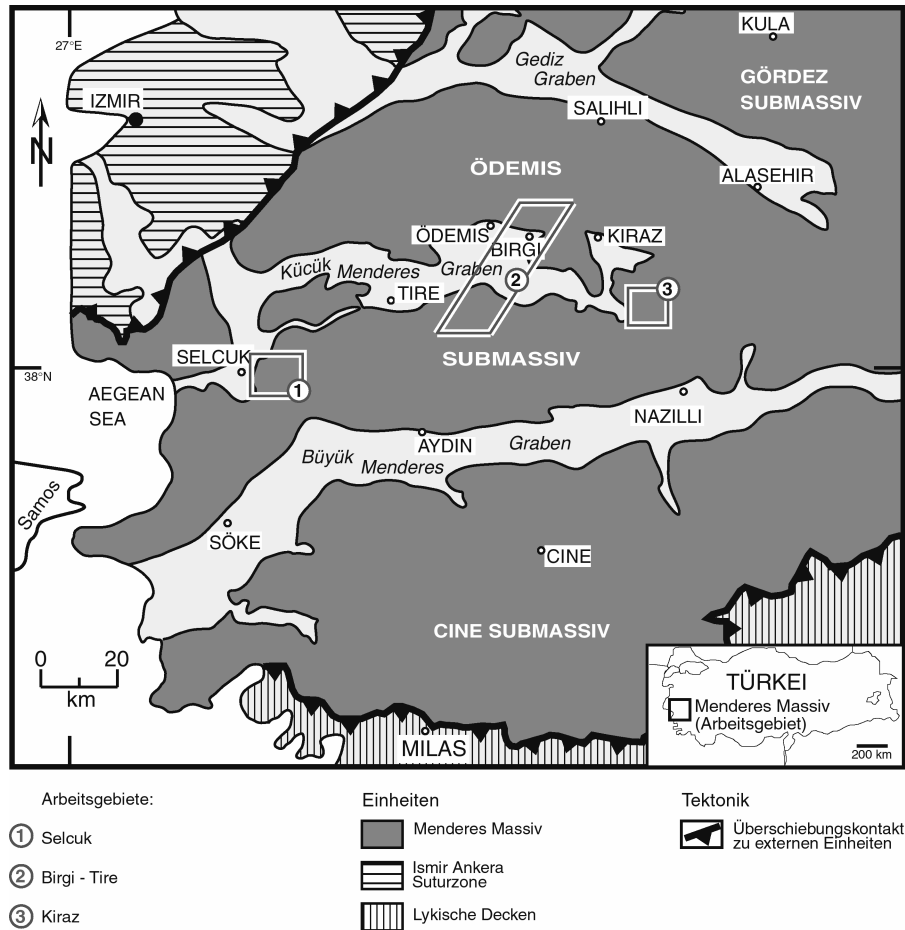 27°E
KULA
Gediz
Graben
GÖRDEZ
SUBMASSIV
IZMIR
SALIHLI
N
ÖDEMIS
ALASEHIR
ÖDEMIS
BIRGI
KIRAZ
Kücük Menderes Graben
2
3
TIRE
SELCUK
SUBMASSIV
38°N
1
AEGEAN
SEA
NAZILLI
AYDIN
Graben
Büyük
Menderes
Samos
SÖKE
CINE
CINE SUBMASSIV
0 20
km
TÜRKEI
Menderes Massiv
(Arbeitsgebiet)
200 km
MILAS
Arbeitsgebiete:
1 Selcuk
2 Birgi - Tire
3 Kiraz
Einheiten
Menderes Massiv
Ismir Ankera
Suturzone
Lykische Decken
Tektonik
Überschiebungskontakt
zu externen Einheiten